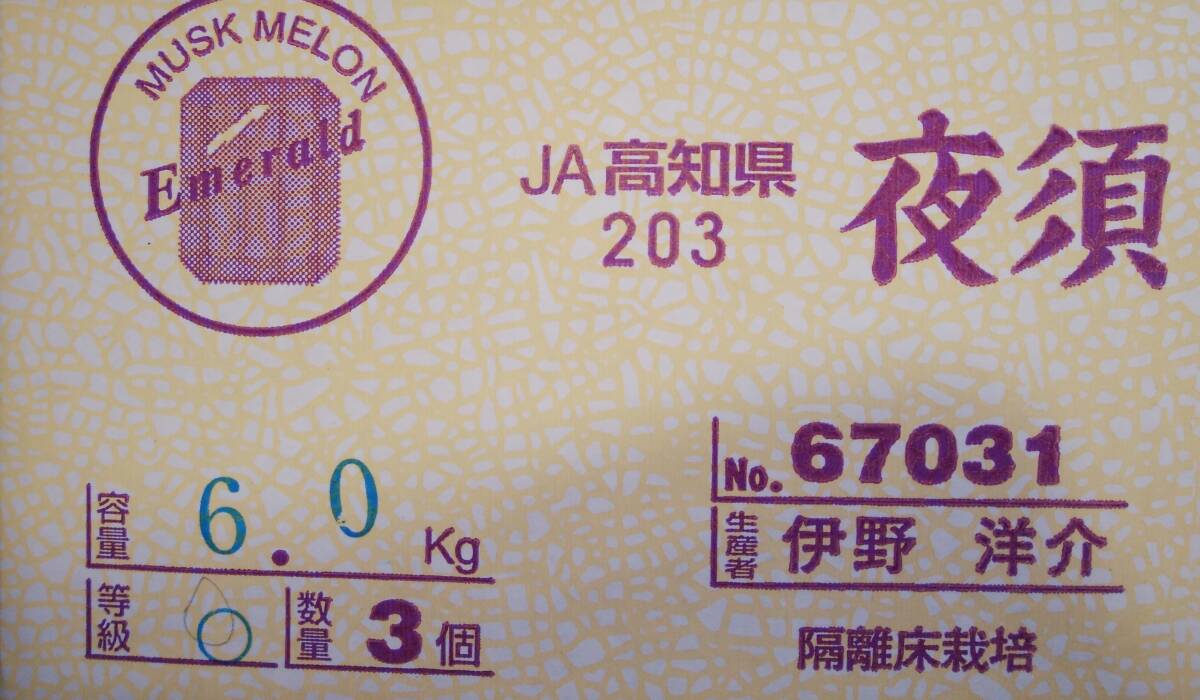 MUSK MELON
Emerald
JA高知県
203
夜須
No. 67031
生産者 伊野 洋介
容量 6.0 Kg
等級 ○
数量 3個
隔離床栽培